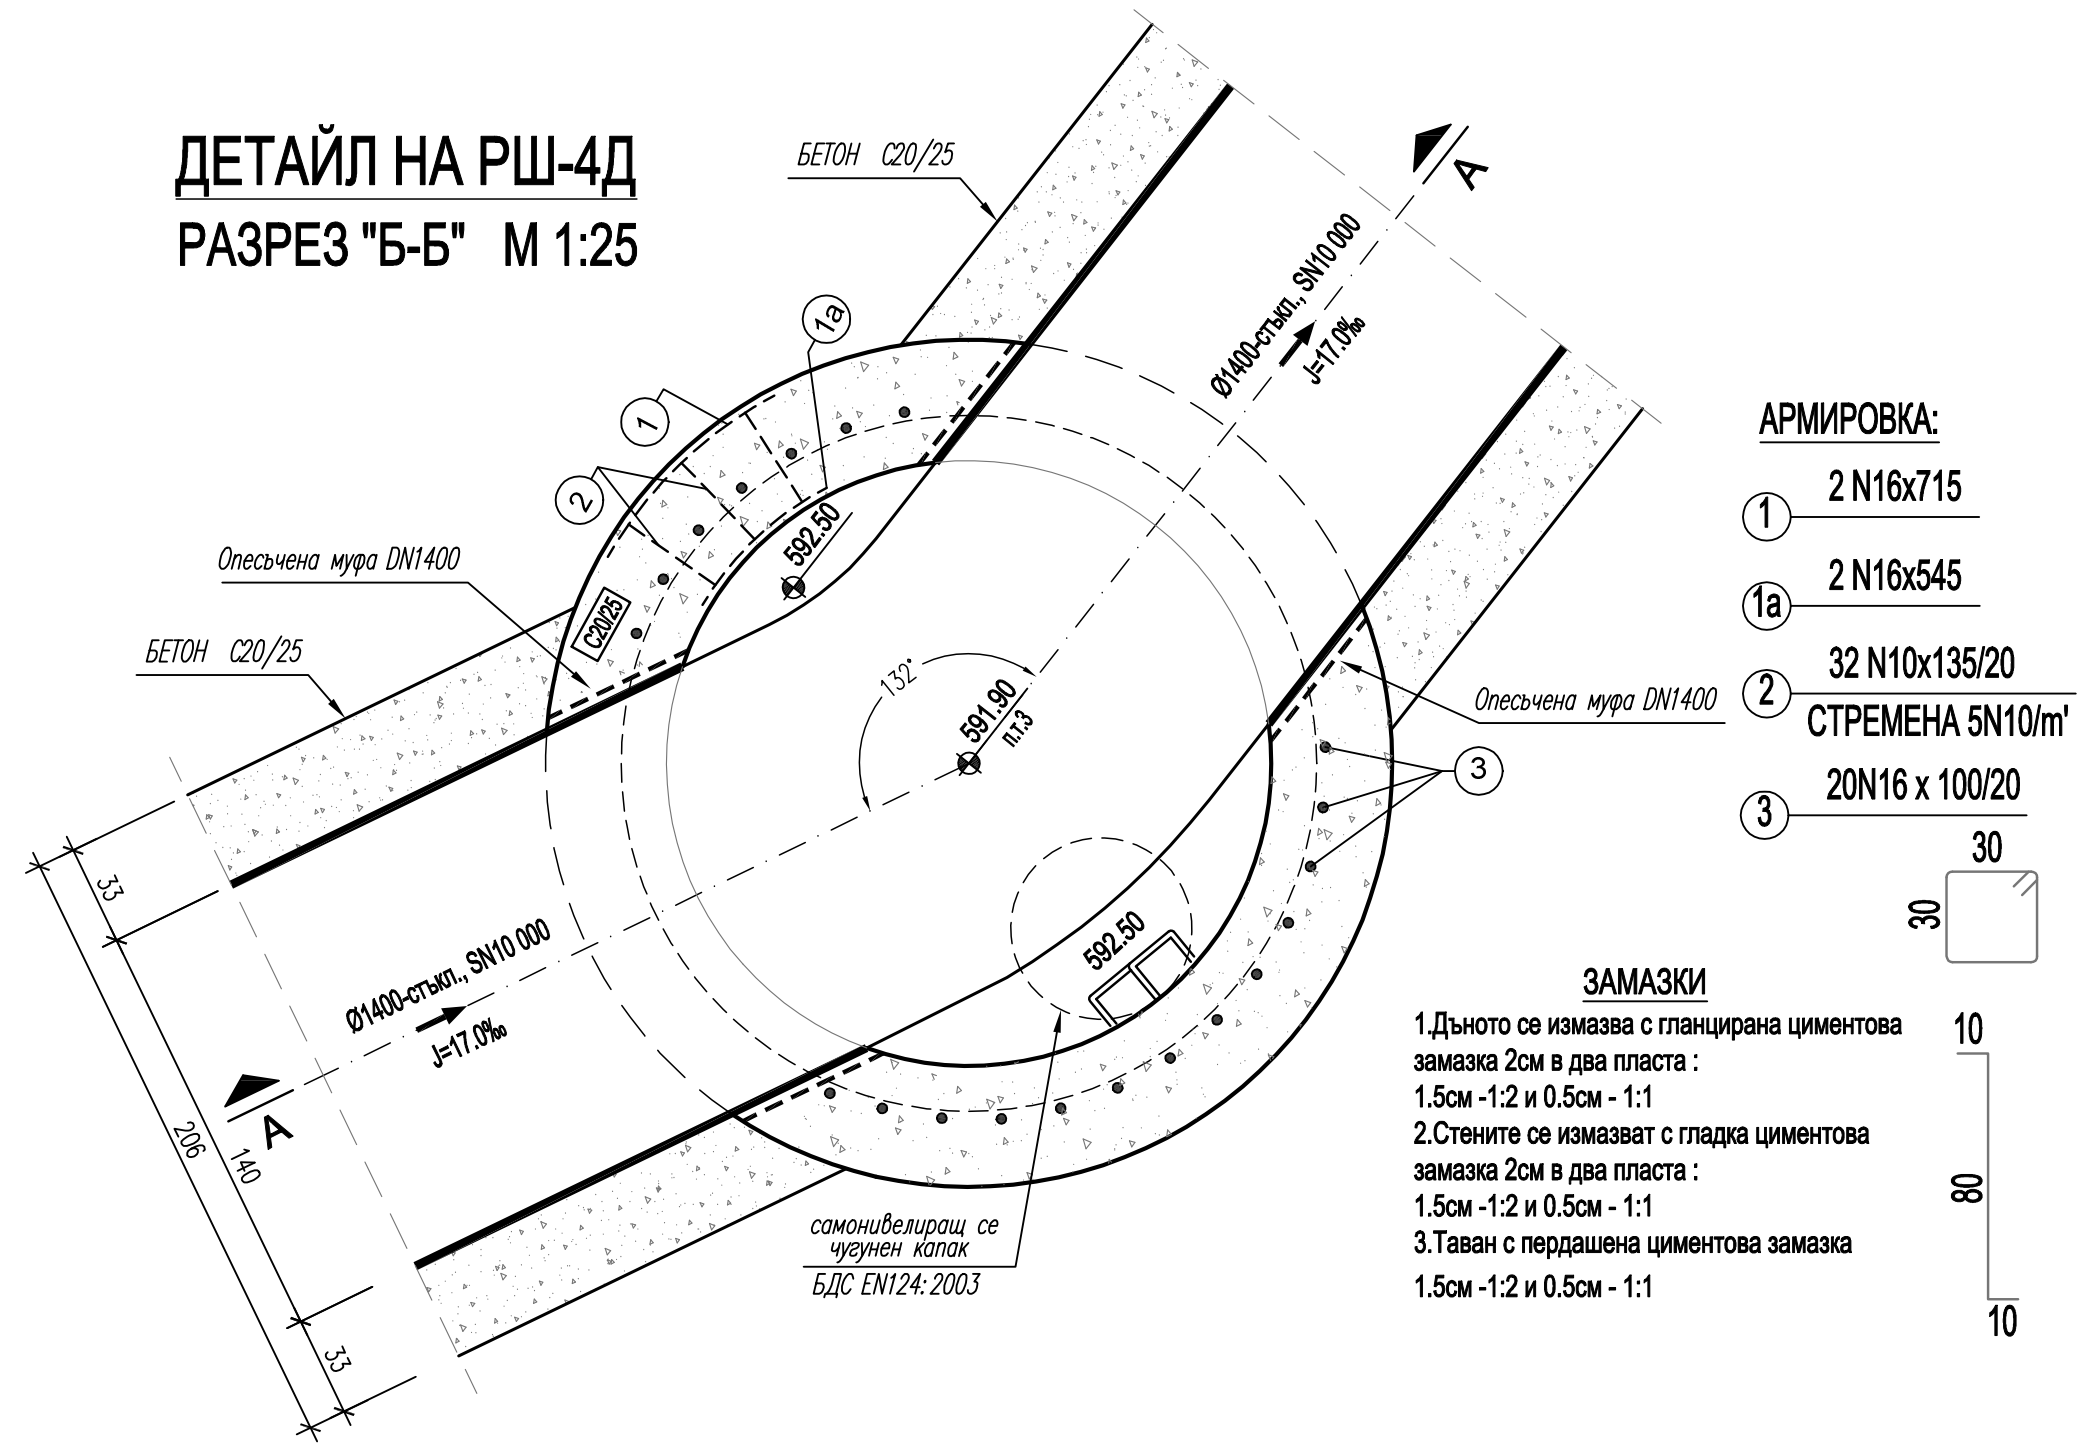 ДЕТАЙЛ НА РШ-4Д
РАЗРЕЗ "Б-Б" М 1:25
БЕТОН С20/25
А
Ø1400-стъкл., SN10 000
J=17.0‰
1а
1
2
592.50
Опесъчена муфа DN1400
С20/25
БЕТОН С20/25
132°
591.90
п.т.3
Опесъчена муфа DN1400
3
592.50
Ø1400-стъкл., SN10 000
J=17.0‰
А
33
206
140
33
самонивелиращ се
чугунен капак
БДС EN124:2003
АРМИРОВКА:
1 2 N16x715
1а 2 N16x545
2 32 N10x135/20
СТРЕМЕНА 5N10/m'
3 20N16 x 100/20
30
30
10
80
10
ЗАМАЗКИ
1.Дъното се измазва с гланцирана циментова
замазка 2см в два пласта :
1.5см -1:2 и 0.5см - 1:1
2.Стените се измазват с гладка циментова
замазка 2см в два пласта :
1.5см -1:2 и 0.5см - 1:1
3.Таван с пердашена циментова замазка
1.5см -1:2 и 0.5см - 1:1